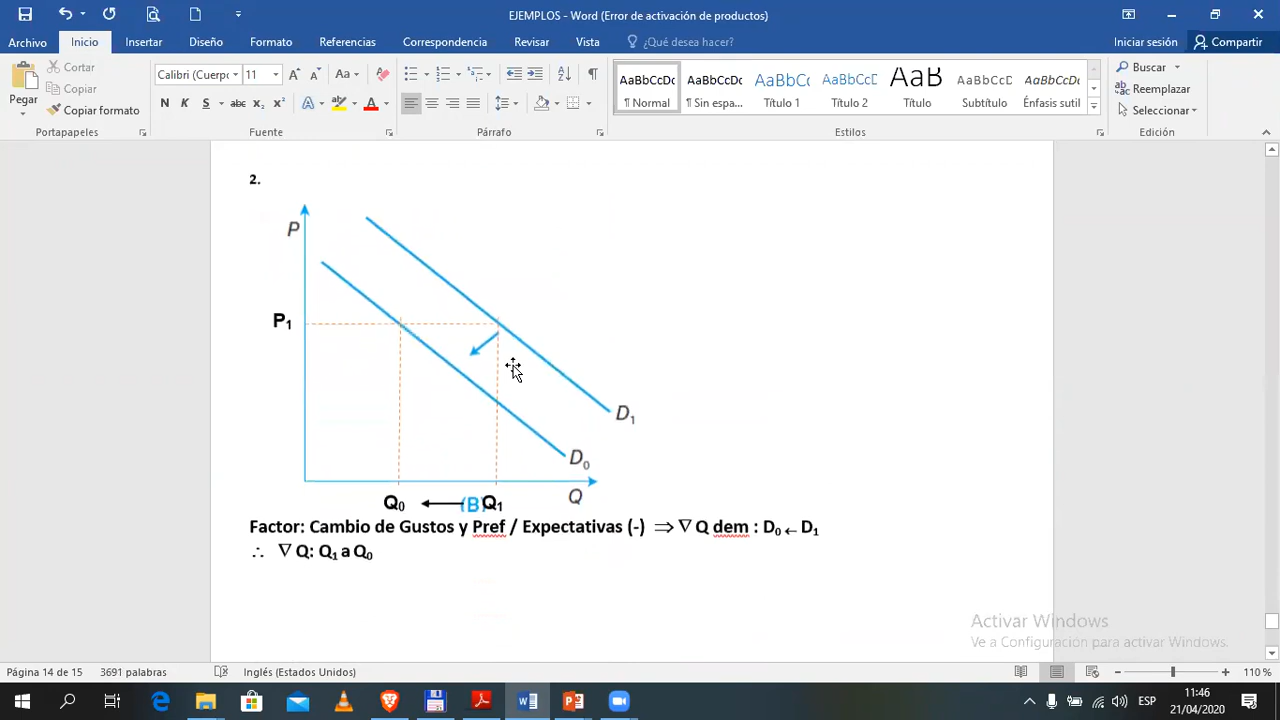 EJEMPLOS - Word (Error de activación de productos)
Archivo Inicio Insertar Diseño Formato Referencias Correspondencia Revisar Vista ¿Qué desea hacer? Iniciar sesión Compartir
Pegar
Cortar
Copiar
Copiar formato
Portapapeles
Calibri (Cuerpo 11
A A Aa
N K S abc x₂ x²
Fuente
Párrafo
AaBbCcDc AaBbCcDc AaBbCc AaBbCcD AaB AaBbCcD AaBbCcDc
¶ Normal ¶ Sin espa... Título 1 Título 2 Título Subtítulo Énfasis sutil
Estilos
Buscar
Reemplazar
Seleccionar
Edición
2.
P
P₁
D₁
D₀
Q₀ ← (B) Q₁ Q
Factor: Cambio de Gustos y Pref / Expectativas (-) ⇒ ∇ Q dem : D₀ ← D₁
∴ ∇ Q: Q₁ a Q₀
Activar Windows
Ve a Configuración para activar Windows.
Página 14 de 15 3691 palabras Inglés (Estados Unidos) 110 %
ESP
11:46
21/04/2020